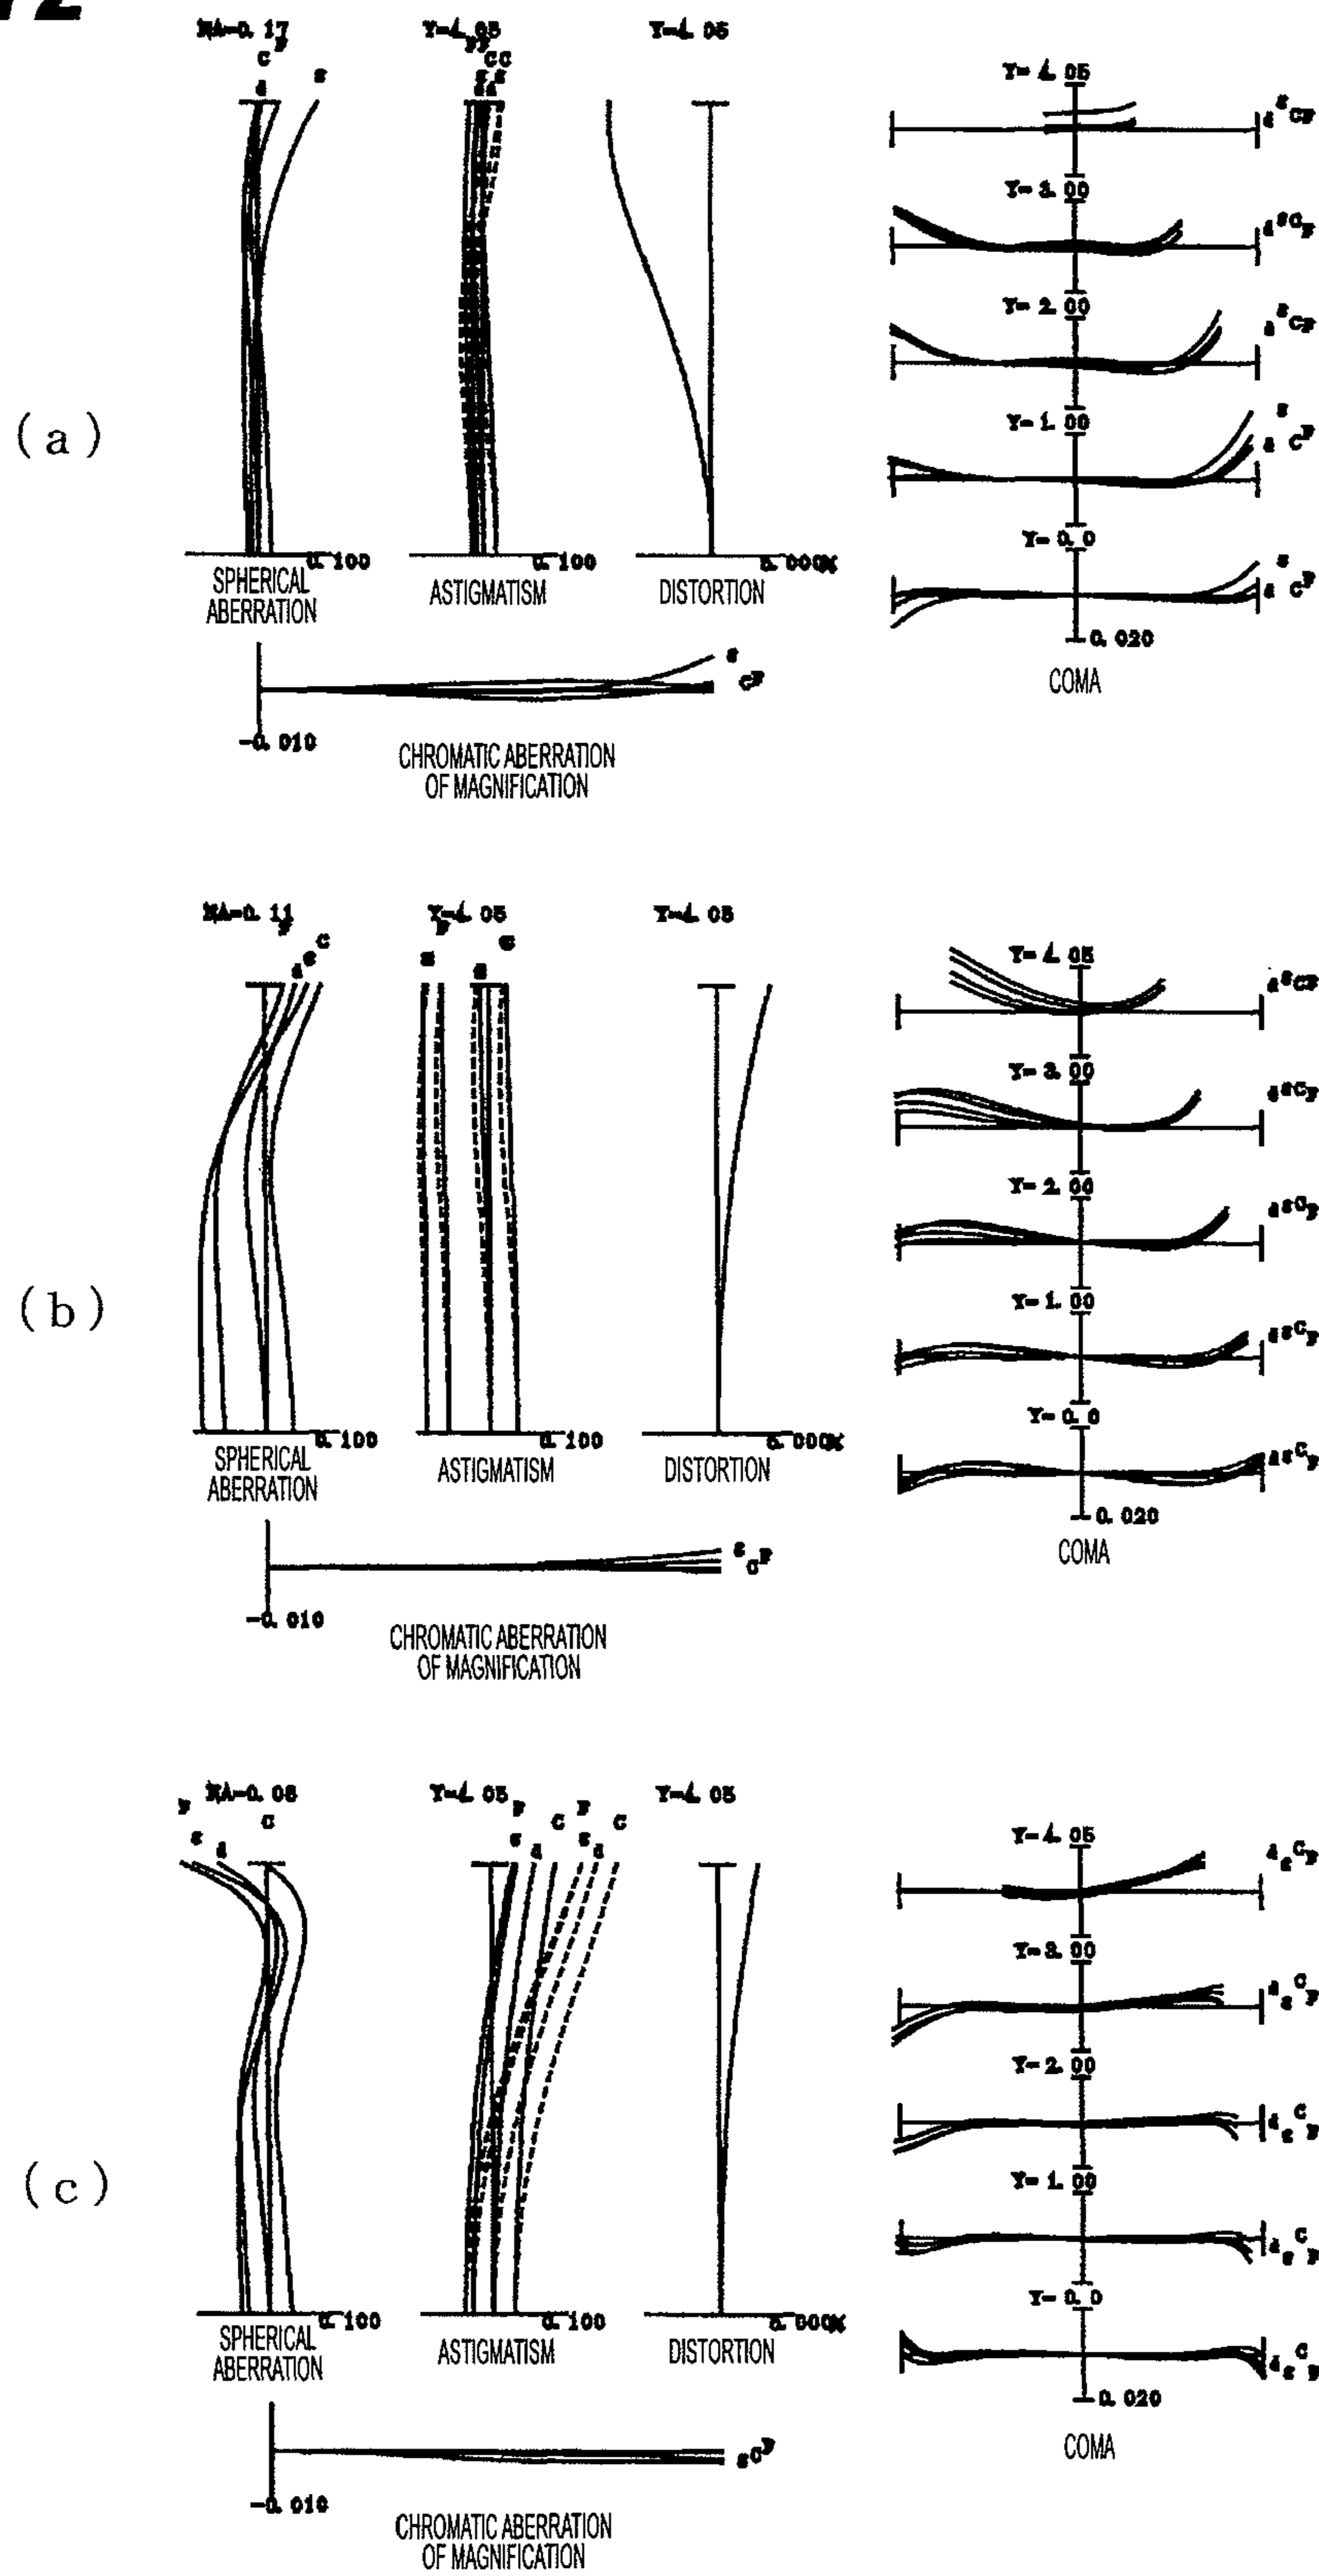 (a)
NA=0.17
Y=4.05
Y=4.05
0.100
0.100
5.000%
SPHERICAL
ABERRATION
ASTIGMATISM
DISTORTION
-0.010
CHROMATIC ABERRATION
OF MAGNIFICATION
Y= 4.05
Y= 3.00
Y= 2.00
Y= 1.00
Y= 0.0
0.020
COMA
(b)
NA=0.11
Y=4.05
Y=4.05
0.100
0.100
5.000%
SPHERICAL
ABERRATION
ASTIGMATISM
DISTORTION
-0.010
CHROMATIC ABERRATION
OF MAGNIFICATION
Y= 4.05
Y= 3.00
Y= 2.00
Y= 1.00
Y= 0.0
0.020
COMA
(c)
NA=0.08
Y=4.05
Y=4.05
0.100
0.100
5.000%
SPHERICAL
ABERRATION
ASTIGMATISM
DISTORTION
-0.010
CHROMATIC ABERRATION
OF MAGNIFICATION
Y= 4.05
Y= 3.00
Y= 2.00
Y= 1.00
Y= 0.0
0.020
COMA